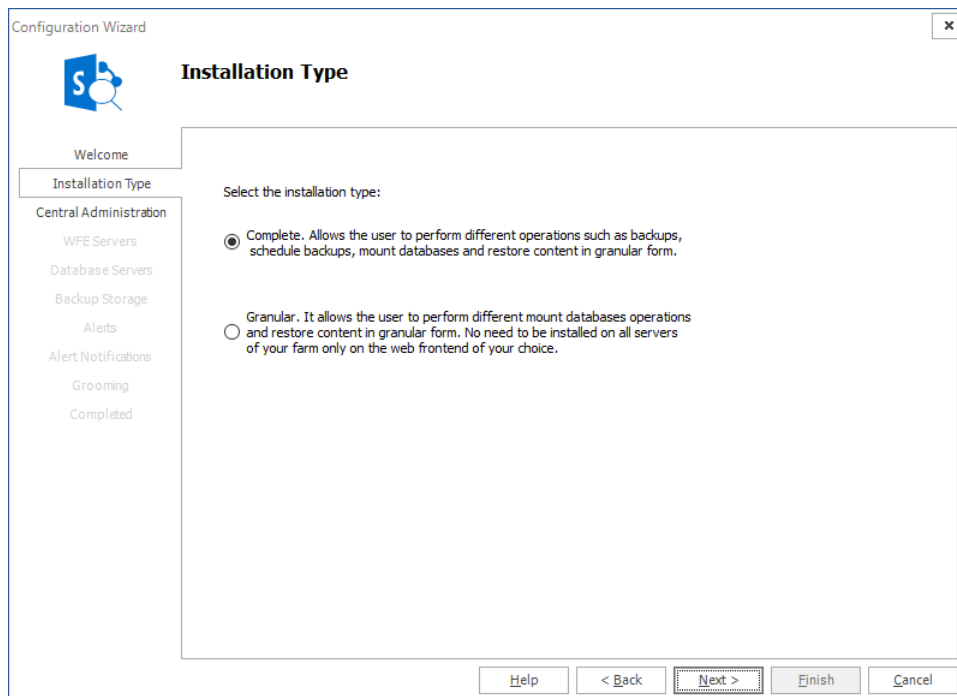 Configuration Wizard
S
Installation Type
Welcome
Installation Type
Central Administration
WFE Servers
Database Servers
Backup Storage
Alerts
Alert Notifications
Grooming
Completed
Select the installation type:
Complete. Allows the user to perform different operations such as backups,
schedule backups, mount databases and restore content in granular form.
Granular. It allows the user to perform different mount databases operations
and restore content in granular form. No need to be installed on all servers
of your farm only on the web frontend of your choice.
Help
< Back
Next >
Finish
Cancel